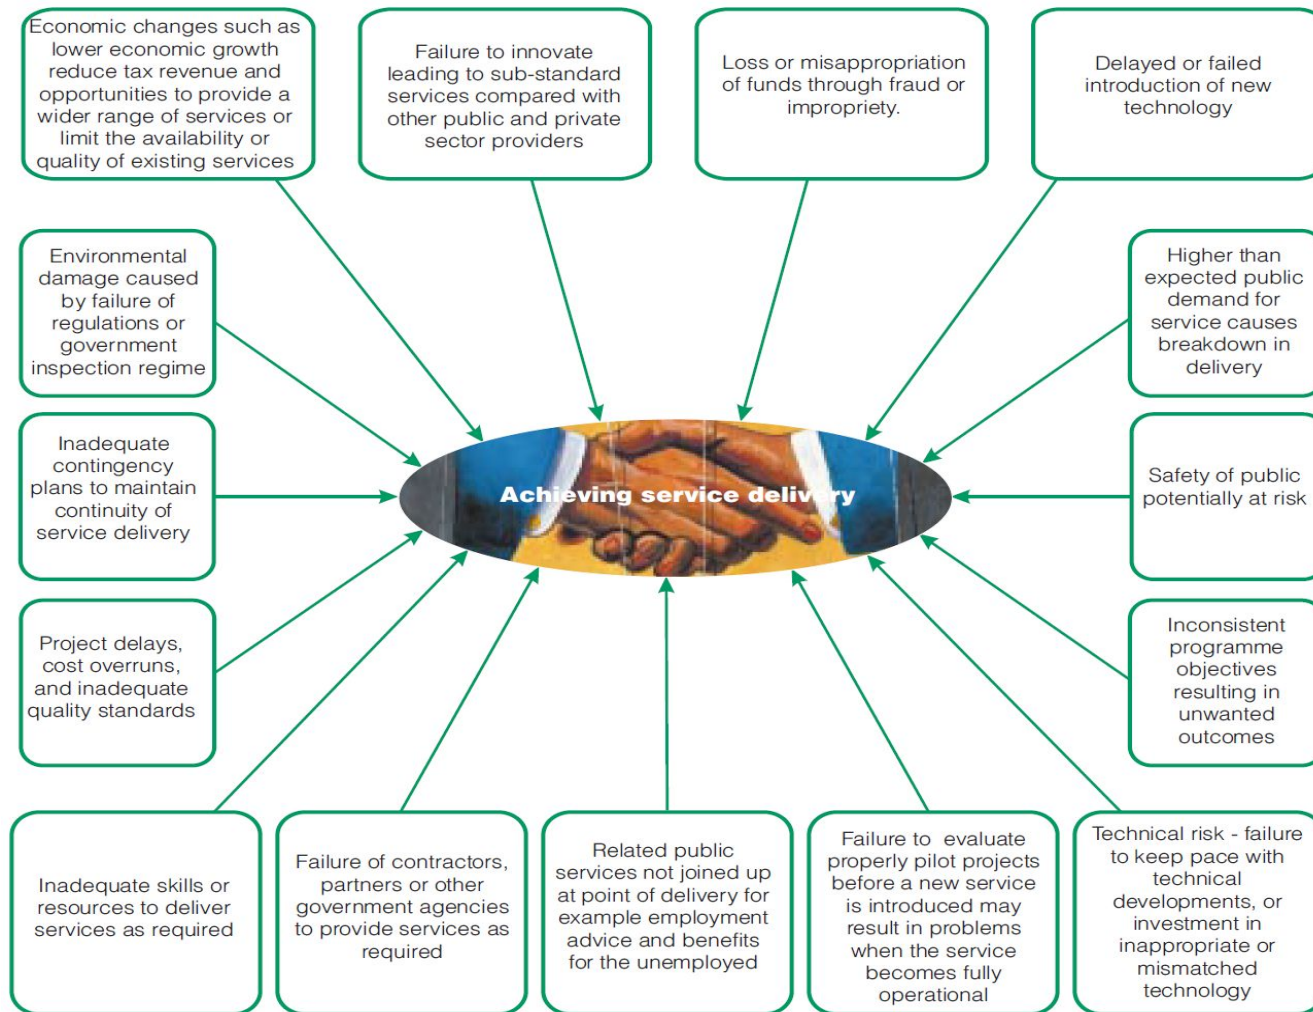 Economic changes such as
lower economic growth
reduce tax revenue and
opportunities to provide a
wider range of services or
limit the availability or
quality of existing services
Failure to innovate
leading to sub-standard
services compared with
other public and private
sector providers
Loss or misappropriation
of funds through fraud or
impropriety.
Delayed or failed
introduction of new
technology
Environmental
damage caused
by failure of
regulations or
government
inspection regime
Higher than
expected public
demand for
service causes
breakdown in
delivery
Inadequate
contingency
plans to maintain
continuity of
service delivery
Achieving service delivery
Safety of public
potentially at risk
Project delays,
cost overruns,
and inadequate
quality standards
Inconsistent
programme
objectives
resulting in
unwanted
outcomes
Inadequate skills or
resources to deliver
services as required
Failure of contractors,
partners or other
government agencies
to provide services as
required
Related public
services not joined up
at point of delivery for
example employment
advice and benefits
for the unemployed
Failure to evaluate
properly pilot projects
before a new service
is introduced may
result in problems
when the service
becomes fully
operational
Technical risk - failure
to keep pace with
technical
developments, or
investment in
inappropriate or
mismatched
technology